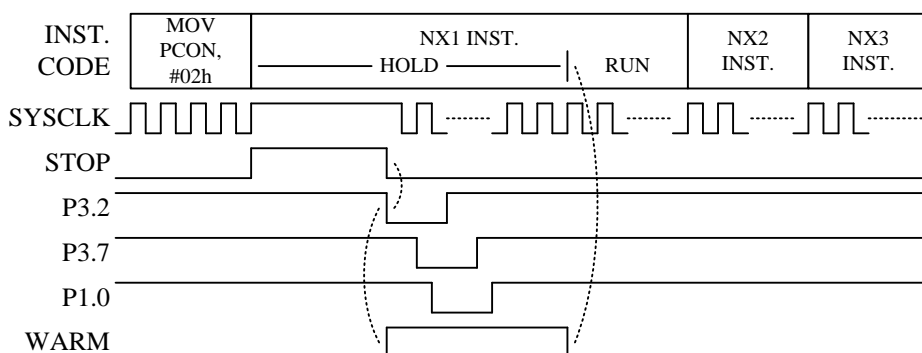 INST.
CODE
MOV
PCON,
#02h
NX1 INST.
HOLD
RUN
NX2
INST.
NX3
INST.
SYSCLK
STOP
P3.2
P3.7
P1.0
WARM